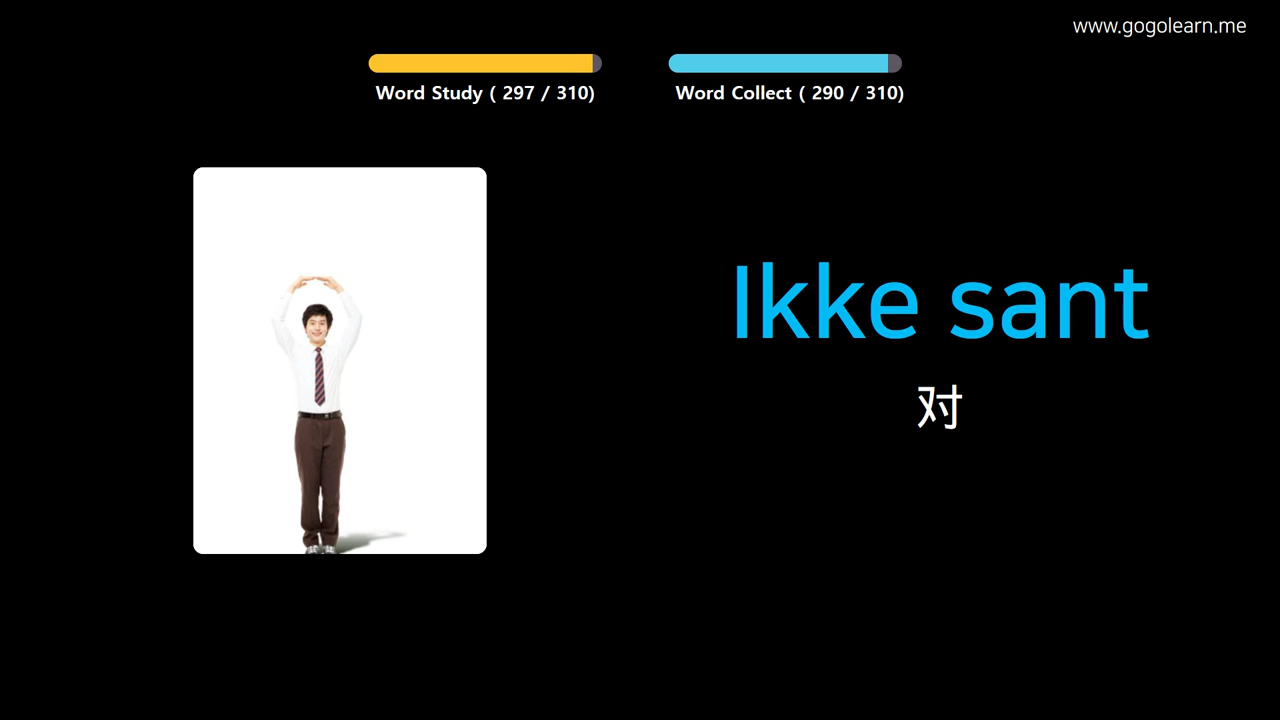 www.gogolearn.me
Word Study ( 297 / 310)
Word Collect ( 290 / 310)
Ikke sant
对